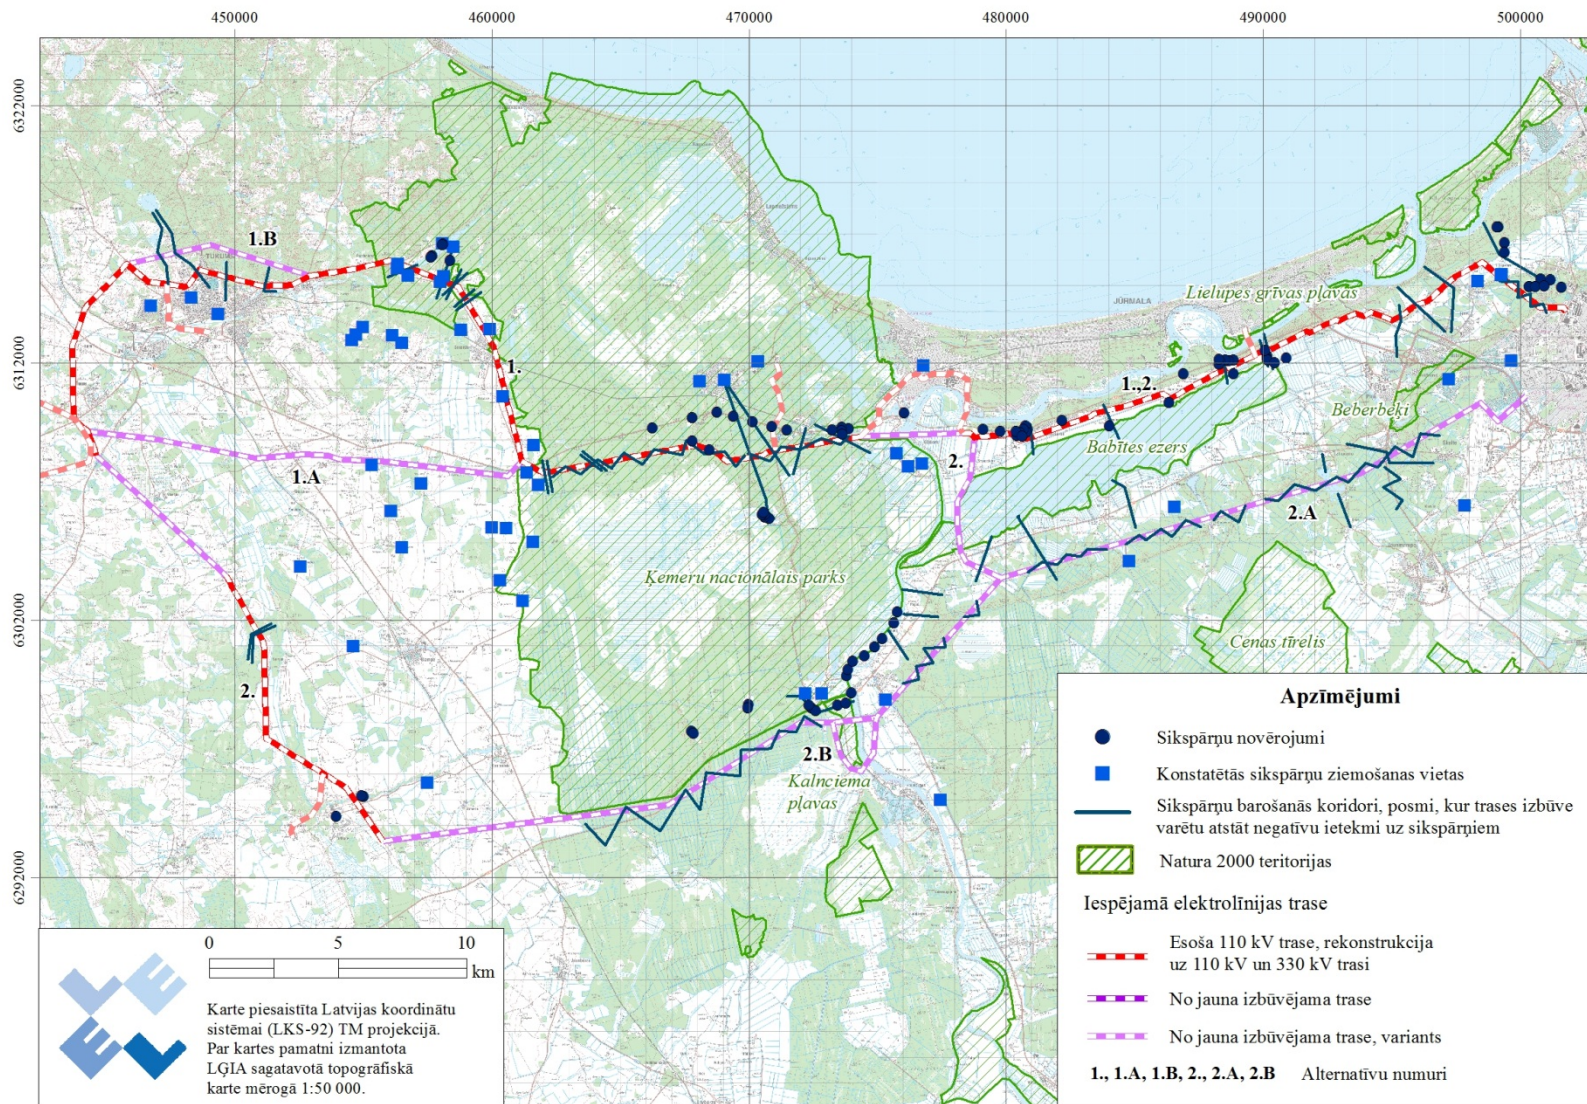 450000
460000
470000
480000
490000
500000
6322000
6312000
6302000
6292000
1.B
TUKUMS
1.
1.A
2.
JŪRMALA
Lielupes grīvas pļavas
1.,2.
Babītes ezers
Beberbeķi
2.
2.A
Ķemeru nacionālais parks
Cenas tīrelis
2.B
Kalnciema
pļavas
Apzīmējumi
Sikspārņu novērojumi
Konstatētās sikspārņu ziemošanas vietas
Sikspārņu barošanās koridori, posmi, kur trases izbūve
varētu atstāt negatīvu ietekmi uz sikspārņiem
Natura 2000 teritorijas
Iespējamā elektrolīnijas trase
Esoša 110 kV trase, rekonstrukcija
uz 110 kV un 330 kV trasi
No jauna izbūvējama trase
No jauna izbūvējama trase, variants
1., 1.A, 1.B, 2., 2.A, 2.B Alternatīvu numuri
0 5 10
km
Karte piesaistīta Latvijas koordinātu
sistēmai (LKS-92) TM projekcijā.
Par kartes pamatni izmantota
LĢIA sagatavotā topogrāfiskā
karte mērogā 1:50 000.